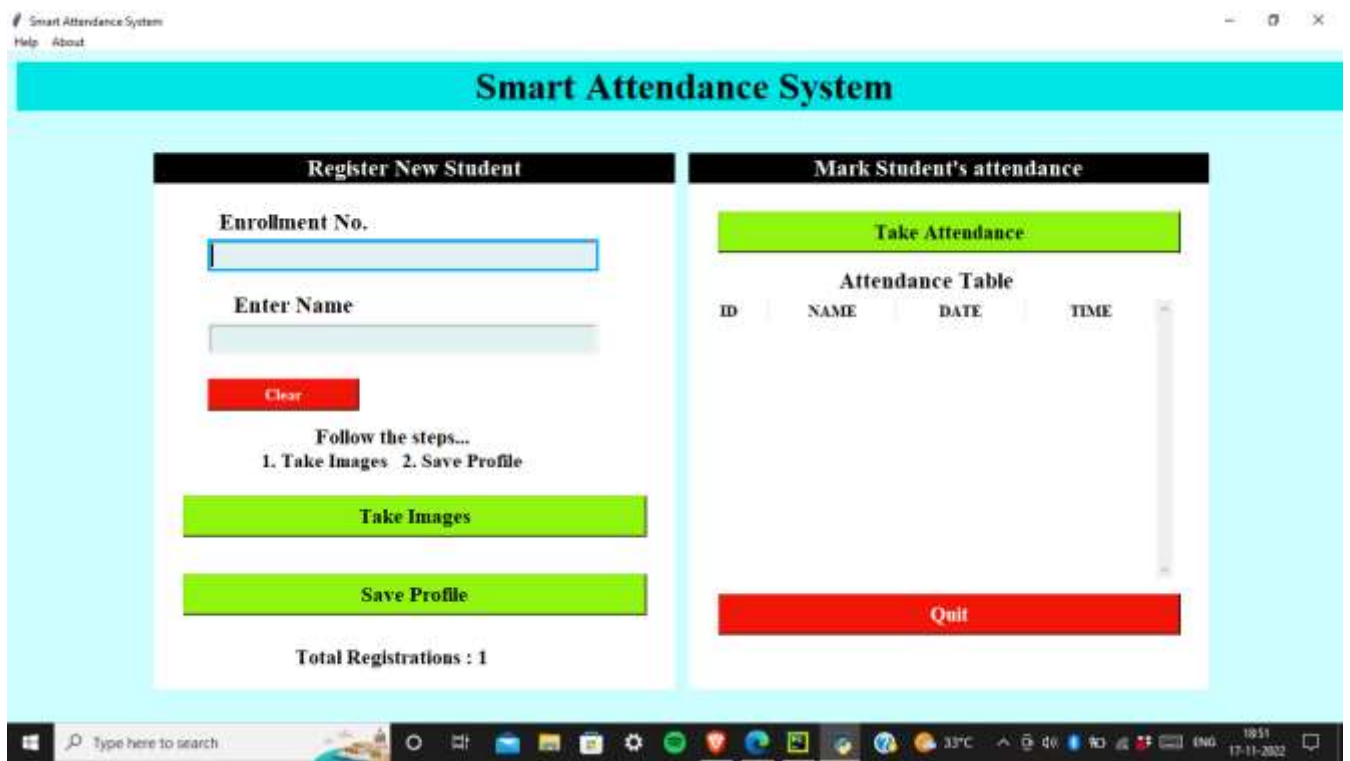 Smart Attendance System
Help About
Smart Attendance System
Register New Student
Enrollment No.
Enter Name
Clear
Follow the steps...
1. Take Images 2. Save Profile
Take Images
Save Profile
Total Registrations : 1
Mark Student's attendance
Take Attendance
Attendance Table
ID NAME DATE TIME
Quit
Type here to search
33°C
ENG
18:51
17-11-2022